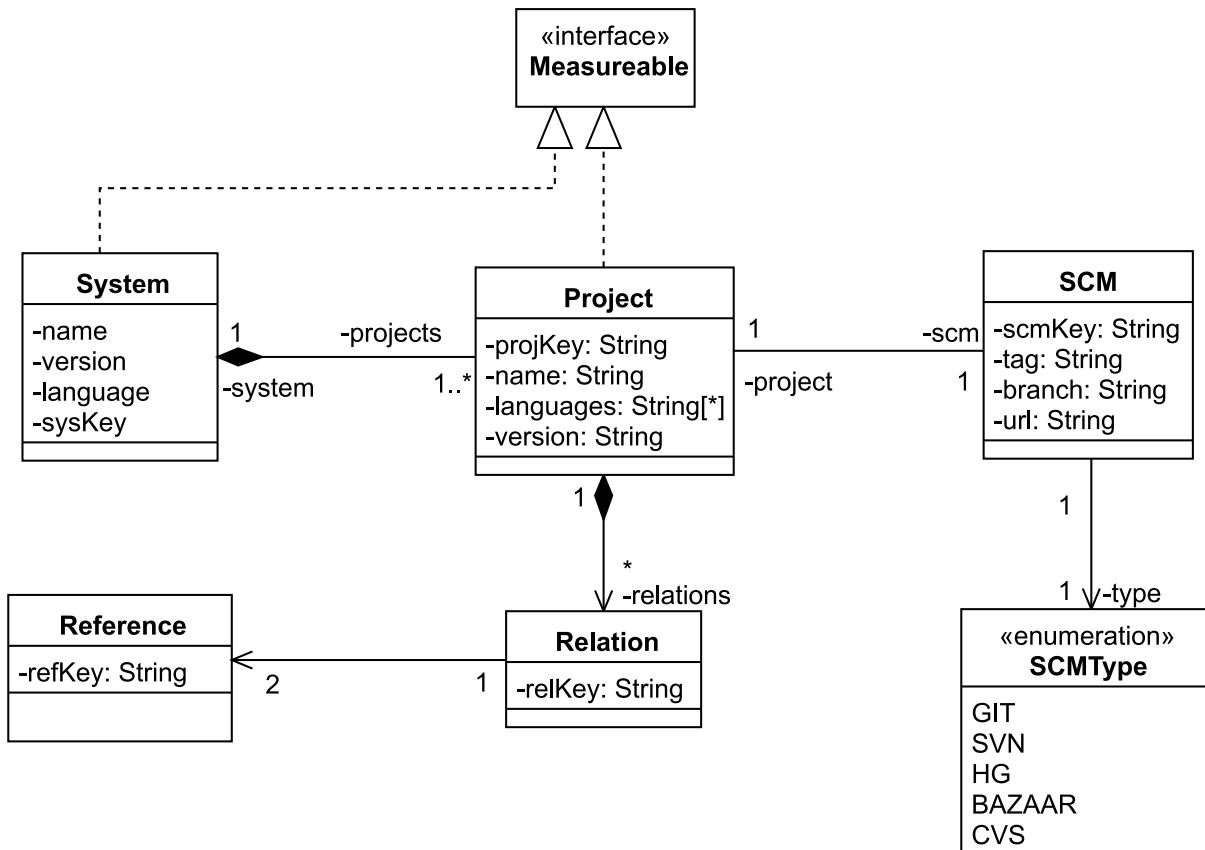 «interface»
Measureable
System
-name
-version
-language
-sysKey
1
-system
-projects
1..*
Project
-projKey: String
-name: String
-languages: String[*]
-version: String
1
-project
-scm
1
SCM
-scmKey: String
-tag: String
-branch: String
-url: String
1
*
-relations
1
1
-type
Reference
-refKey: String
2
1
Relation
-relKey: String
«enumeration»
SCMType
GIT
SVN
HG
BAZAAR
CVS